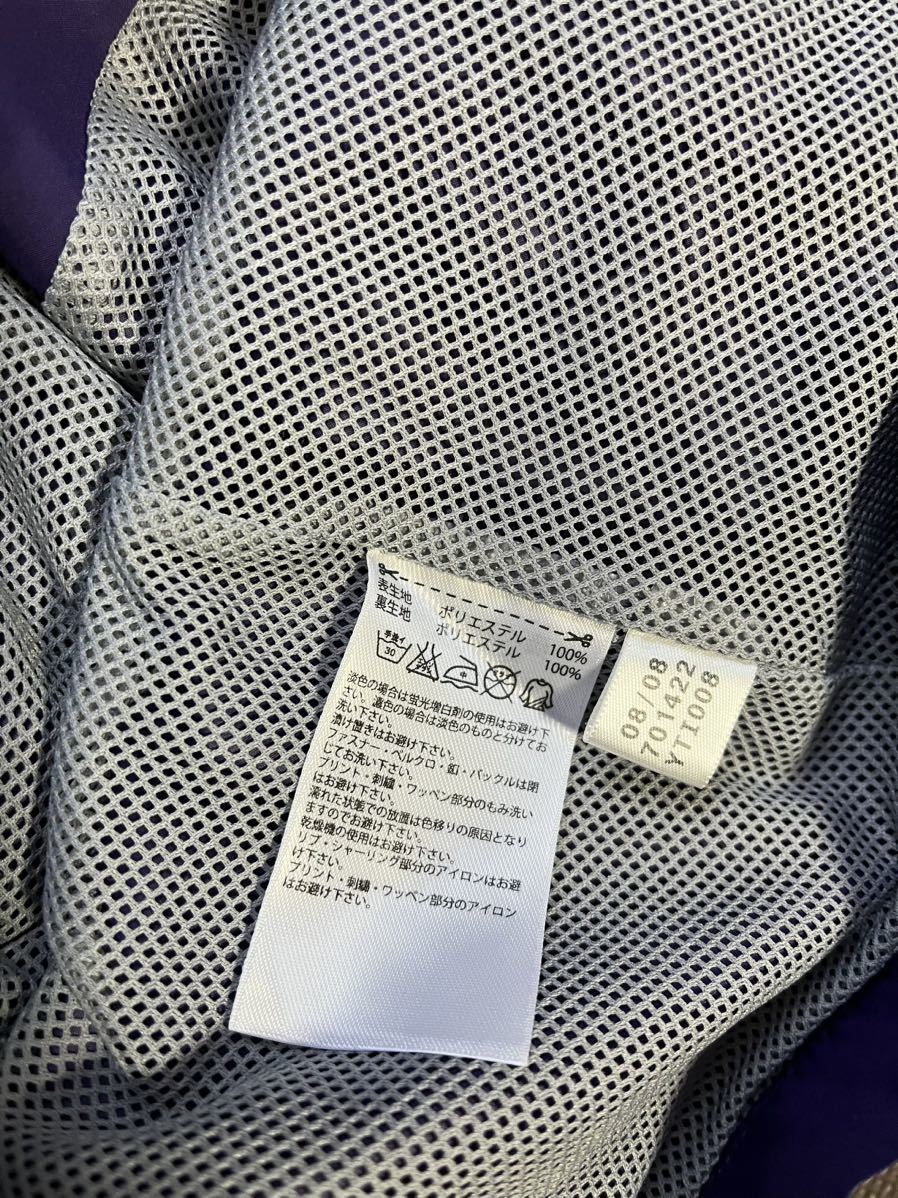 表生地 ポリエステル 100%
裏生地 ポリエステル 100%
手洗イ
30
淡色の場合は蛍光増白剤の使用はお避け下
さい。濃色の場合は淡色のものと分けてお
洗い下さい。
漬け置きはお避け下さい。
ファスナー・ベルクロ・釦・バックルは閉
じてお洗い下さい。
プリント・刺繍・ワッペン部分のもみ洗い
はお避け下さい。
濡れた状態での放置は色移りの原因となり
ますのでお避け下さい。
乾燥機の使用はお避け下さい。
リブ・シャーリング部分のアイロンはお避
け下さい。
プリント・刺繍・ワッペン部分のアイロン
はお避け下さい。
08/08
701422
YTI008